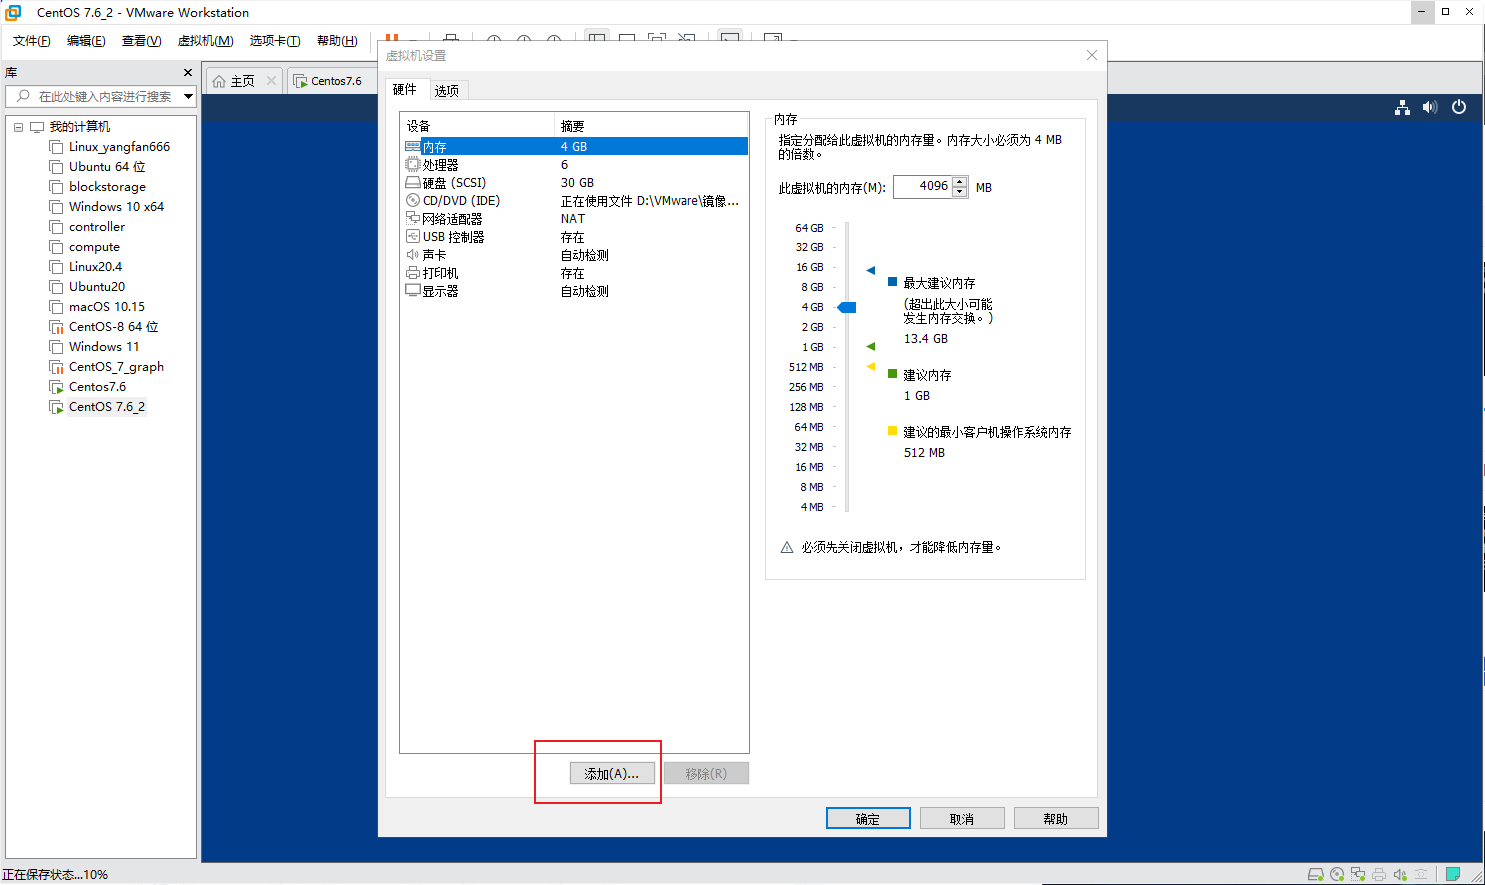 CentOS 7.6_2 - VMware Workstation
文件(F) 编辑(E) 查看(V) 虚拟机(M) 选项卡(T) 帮助(H)
库
在此处键入内容进行搜索
我的计算机
Linux_yangfan666
Ubuntu 64 位
blockstorage
Windows 10 x64
controller
compute
Linux20.4
Ubuntu20
macOS 10.15
CentOS-8 64 位
Windows 11
CentOS_7_graph
Centos7.6
CentOS 7.6_2
主页
Centos7.6
虚拟机设置
硬件 选项
设备 摘要
内存 4 GB
处理器 6
硬盘 (SCSI) 30 GB
CD/DVD (IDE) 正在使用文件 D:\VMware\镜像...
网络适配器 NAT
USB 控制器 存在
声卡 自动检测
打印机 存在
显示器 自动检测
添加(A)... 移除(R)
内存
指定分配给此虚拟机的内存量。内存大小必须为 4 MB
的倍数。
此虚拟机的内存(M): 4096 MB
64 GB
32 GB
16 GB
8 GB
4 GB
2 GB
1 GB
512 MB
256 MB
128 MB
64 MB
32 MB
16 MB
8 MB
4 MB
最大建议内存
(超出此大小可能
发生内存交换。)
13.4 GB
建议内存
1 GB
建议的最小客户机操作系统内存
512 MB
必须先关闭虚拟机，才能降低内存量。
确定 取消 帮助
正在保存状态...10%